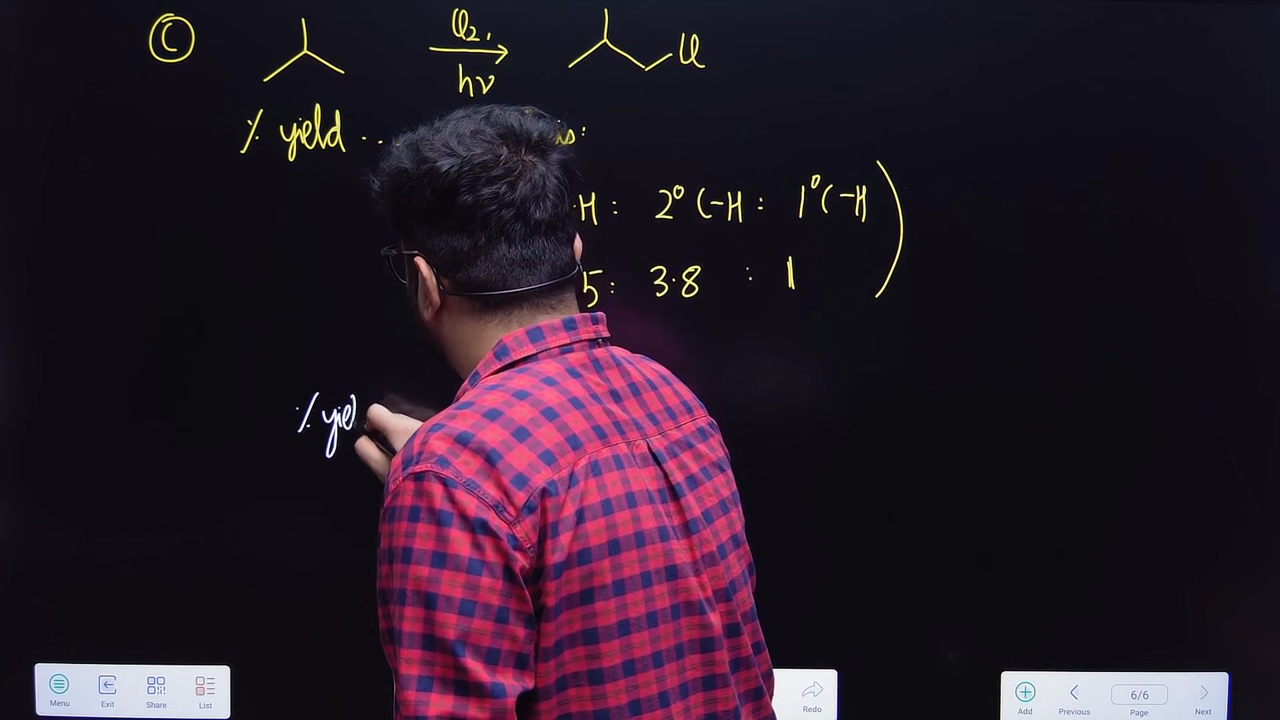 C Cl2, Cl
hν
% yield .. s:
H : 2° C-H : 1° C-H
5 : 3.8 : 1
% yiel
Menu Exit Share List Redo Add Previous 6/6 Page Next